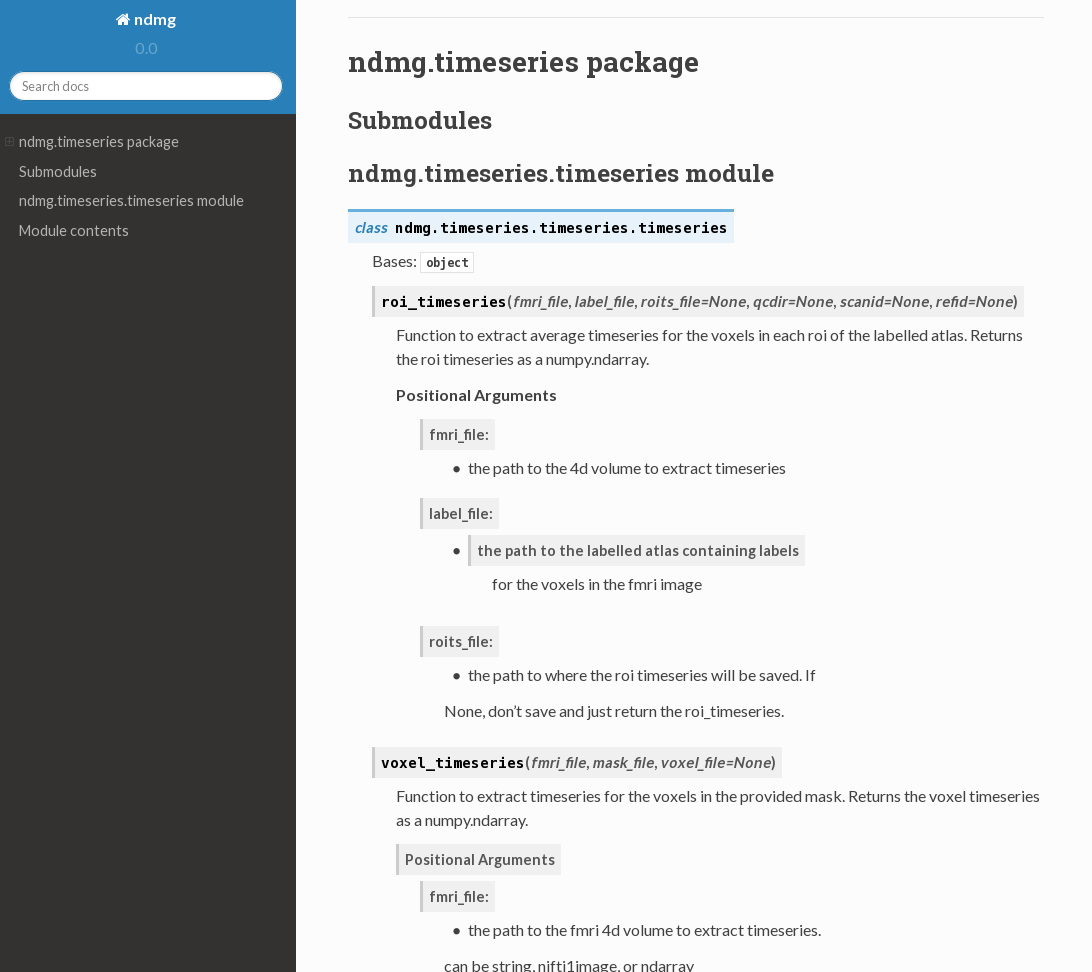 ndmg
0.0
Search docs
ndmg.timeseries package
Submodules
ndmg.timeseries.timeseries module
Module contents
ndmg.timeseries package
Submodules
ndmg.timeseries.timeseries module
class ndmg.timeseries.timeseries.timeseries
Bases: object
roi_timeseries(fmri_file, label_file, roits_file=None, qcdir=None, scanid=None, refid=None)
Function to extract average timeseries for the voxels in each roi of the labelled atlas. Returns
the roi timeseries as a numpy.ndarray.
Positional Arguments
fmri_file:
• the path to the 4d volume to extract timeseries
label_file:
• the path to the labelled atlas containing labels
for the voxels in the fmri image
roits_file:
• the path to where the roi timeseries will be saved. If
None, don’t save and just return the roi_timeseries.
voxel_timeseries(fmri_file, mask_file, voxel_file=None)
Function to extract timeseries for the voxels in the provided mask. Returns the voxel timeseries
as a numpy.ndarray.
Positional Arguments
fmri_file:
• the path to the fmri 4d volume to extract timeseries.
can be string, nifti1image, or ndarray